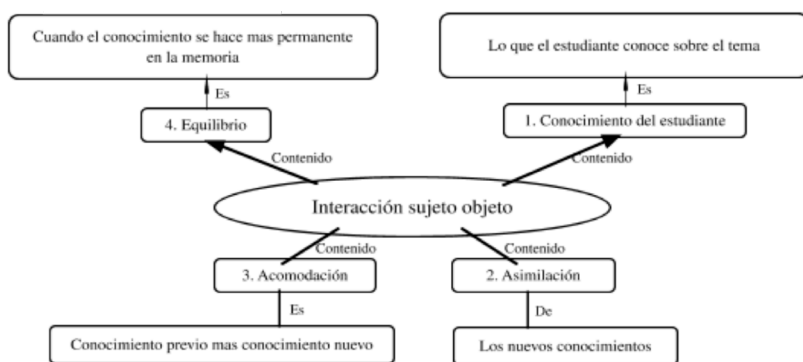 Cuando el conocimiento se hace mas permanente
en la memoria
Lo que el estudiante conoce sobre el tema
Es
Es
4. Equilibrio
1. Conocimiento del estudiante
Contenido
Contenido
Interacción sujeto objeto
Contenido
Contenido
3. Acomodación
2. Asimilación
Es
De
Conocimiento previo mas conocimiento nuevo
Los nuevos conocimientos